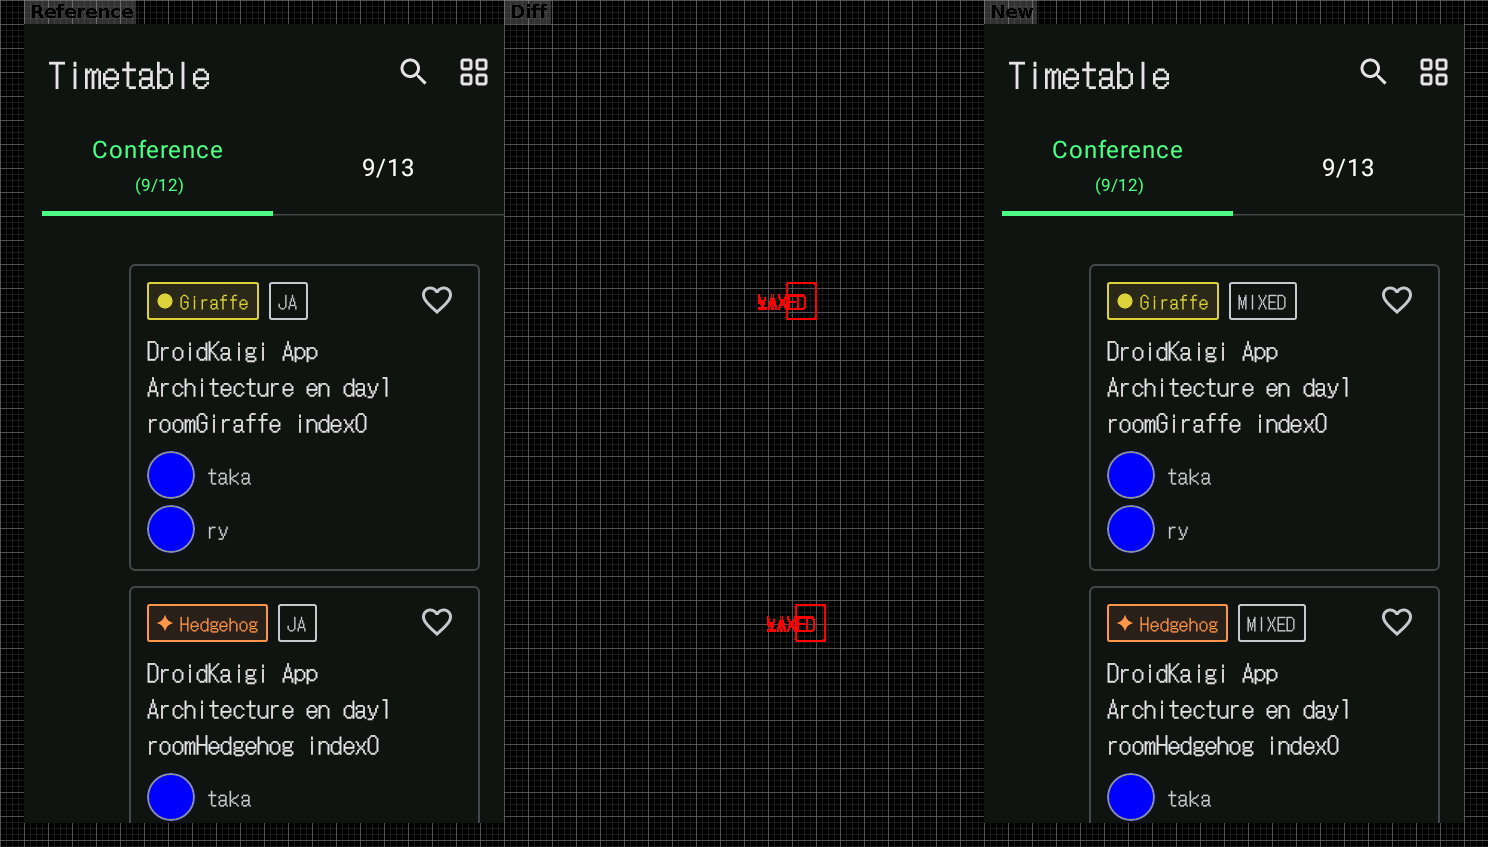 Reference
Diff
New
Timetable
Conference
(9/12)
9/13
Giraffe
JA
DroidKaigi App
Architecture en day1
roomGiraffe index0
taka
ry
Hedgehog
JA
DroidKaigi App
Architecture en day1
roomHedgehog index0
taka
Timetable
Conference
(9/12)
9/13
Giraffe
MIXED
DroidKaigi App
Architecture en day1
roomGiraffe index0
taka
ry
Hedgehog
MIXED
DroidKaigi App
Architecture en day1
roomHedgehog index0
taka